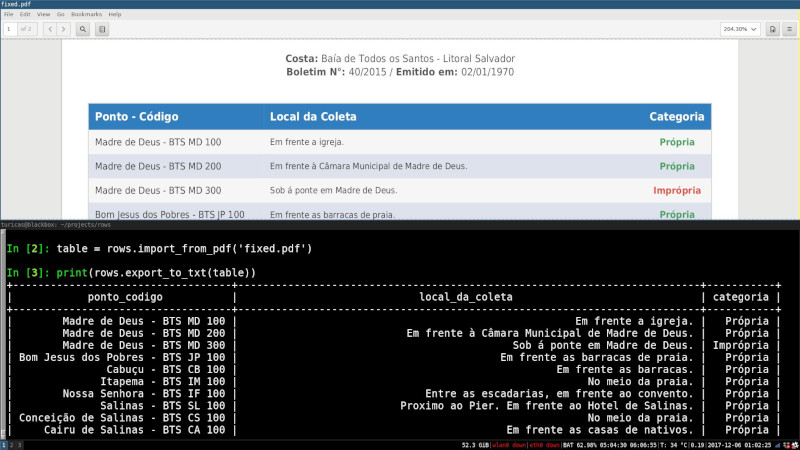 fixed.pdf
File Edit View Go Bookmarks Help
1 of 2 204,30%
Costa: Baía de Todos os Santos - Litoral Salvador
Boletim N°: 40/2015 / Emitido em: 02/01/1970
Ponto - Código Local da Coleta Categoria
Madre de Deus - BTS MD 100 Em frente a igreja. Própria
Madre de Deus - BTS MD 200 Em frente à Câmara Municipal de Madre de Deus. Própria
Madre de Deus - BTS MD 300 Sob á ponte em Madre de Deus. Imprópria
Bom Jesus dos Pobres - BTS JP 100 Em frente as barracas de praia. Própria
turicas@blackbox: ~/projects/rows
In [2]: table = rows.import_from_pdf('fixed.pdf')
In [3]: print(rows.export_to_txt(table))
+-----------------------------------+------------------------------------------------------------------------+-----------+
| ponto_codigo | local_da_coleta | categoria |
+-----------------------------------+------------------------------------------------------------------------+-----------+
| Madre de Deus - BTS MD 100 | Em frente a igreja. | Própria |
| Madre de Deus - BTS MD 200 | Em frente à Câmara Municipal de Madre de Deus. | Própria |
| Madre de Deus - BTS MD 300 | Sob á ponte em Madre de Deus. | Imprópria |
| Bom Jesus dos Pobres - BTS JP 100 | Em frente as barracas de praia. | Própria |
| Cabuçu - BTS CB 100 | Em frente as barracas. | Própria |
| Itapema - BTS IM 100 | No meio da praia. | Própria |
| Nossa Senhora - BTS IF 100 | Entre as escadarias, em frente ao convento. | Própria |
| Salinas - BTS SL 100 | Proximo ao Pier. Em frente ao Hotel de Salinas. | Própria |
| Conceição de Salinas - BTS CS 100 | No meio da praia. | Própria |
| Cairu de Salinas - BTS CA 100 | Em frente as casas de nativos. | Própria |
1 2 3 52.3 GiB|wlan0 down|eth0 down|BAT 62.98% 05:04:30 06:06:55|T: 34 °C|0.19|2017-12-06 01:02:25